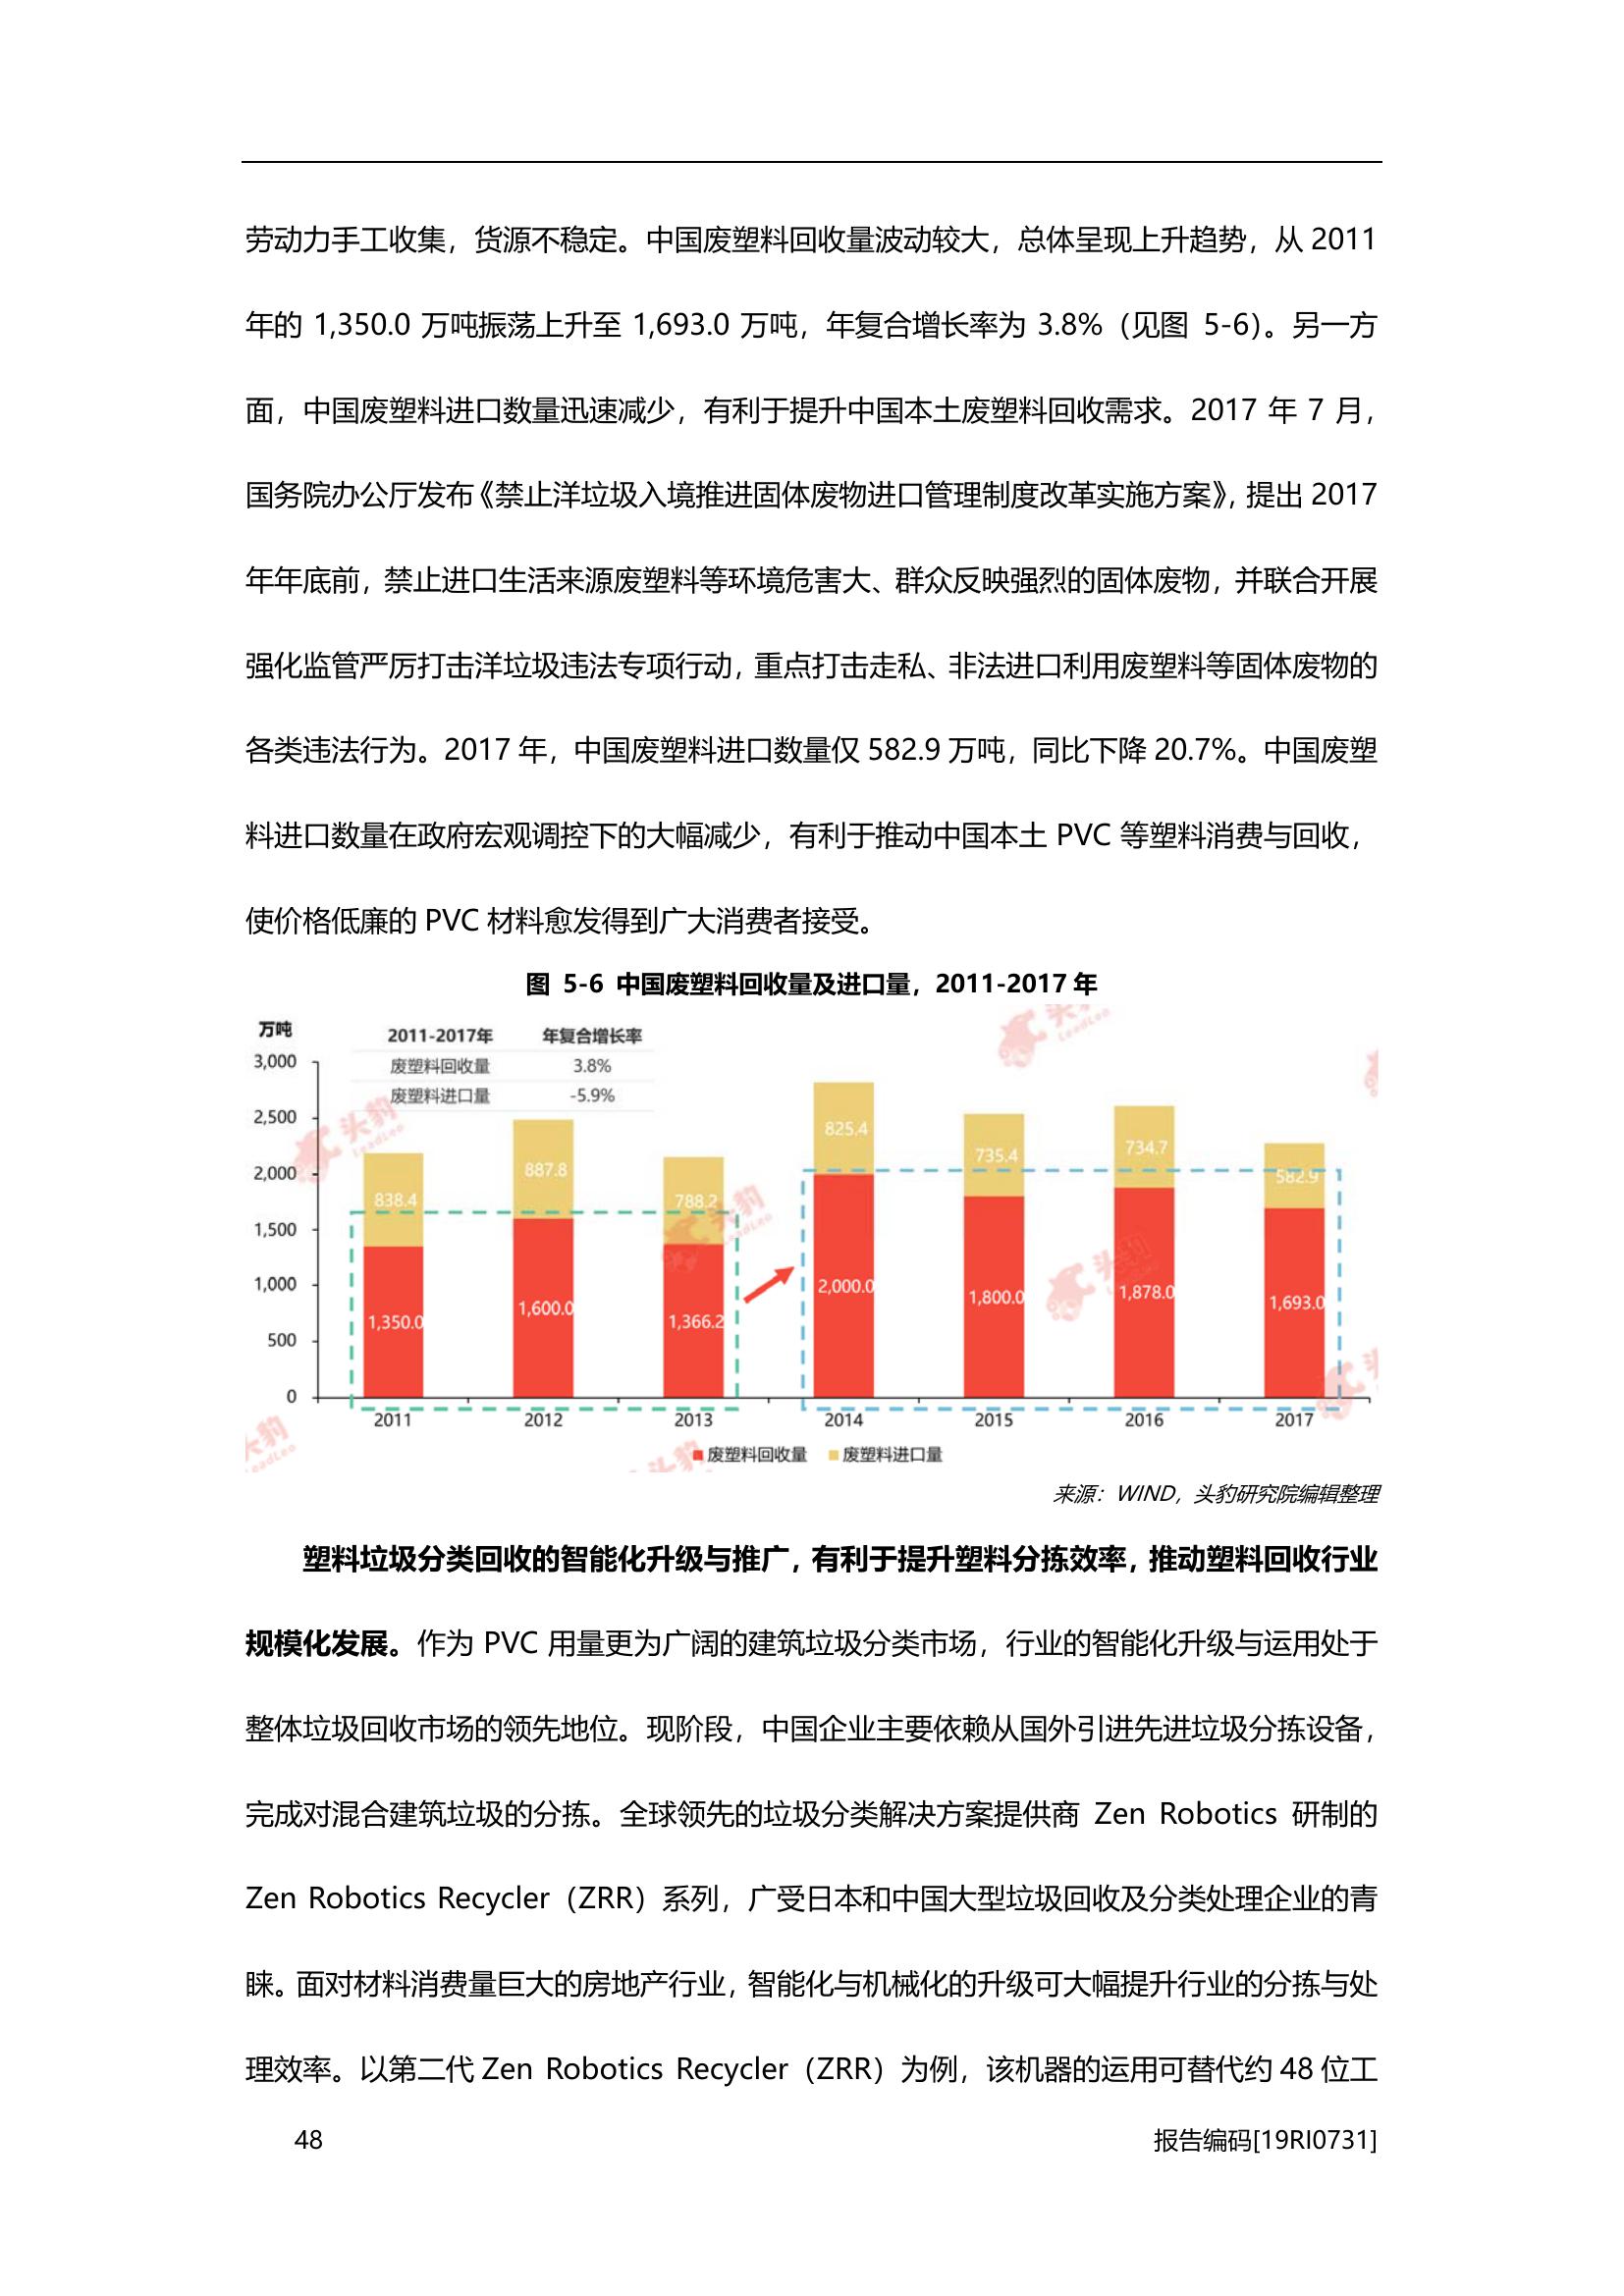 劳动力手工收集，货源不稳定。中国废塑料回收量波动较大，总体呈现上升趋势，从 2011
年的 1,350.0 万吨振荡上升至 1,693.0 万吨，年复合增长率为 3.8%（见图 5-6）。另一方
面，中国废塑料进口数量迅速减少，有利于提升中国本土废塑料回收需求。2017 年 7 月，
国务院办公厅发布《禁止洋垃圾入境推进固体废物进口管理制度改革实施方案》，提出 2017
年年底前，禁止进口生活来源废塑料等环境危害大、群众反映强烈的固体废物，并联合开展
强化监管严厉打击洋垃圾违法专项行动，重点打击走私、非法进口利用废塑料等固体废物的
各类违法行为。2017 年，中国废塑料进口数量仅 582.9 万吨，同比下降 20.7%。中国废塑
料进口数量在政府宏观调控下的大幅减少，有利于推动中国本土 PVC 等塑料消费与回收，
使价格低廉的 PVC 材料愈发得到广大消费者接受。
图 5-6 中国废塑料回收量及进口量，2011-2017 年
万吨
2011-2017年 年复合增长率
废塑料回收量 3.8%
废塑料进口量 -5.9%
3,000
2,500
2,000
1,500
1,000
500
0
838.4 887.8 788.2 825.4 735.4 734.7 582.9
1,350.0 1,600.0 1,366.2 2,000.0 1,800.0 1,878.0 1,693.0
2011 2012 2013 2014 2015 2016 2017
废塑料回收量 废塑料进口量
头豹
LeadLeo
来源：WIND，头豹研究院编辑整理
塑料垃圾分类回收的智能化升级与推广，有利于提升塑料分拣效率，推动塑料回收行业
规模化发展。作为 PVC 用量更为广阔的建筑垃圾分类市场，行业的智能化升级与运用处于
整体垃圾回收市场的领先地位。现阶段，中国企业主要依赖从国外引进先进垃圾分拣设备，
完成对混合建筑垃圾的分拣。全球领先的垃圾分类解决方案提供商 Zen Robotics 研制的
Zen Robotics Recycler（ZRR）系列，广受日本和中国大型垃圾回收及分类处理企业的青
睐。面对材料消费量巨大的房地产行业，智能化与机械化的升级可大幅提升行业的分拣与处
理效率。以第二代 Zen Robotics Recycler（ZRR）为例，该机器的运用可替代约 48 位工
48
报告编码[19RI0731]